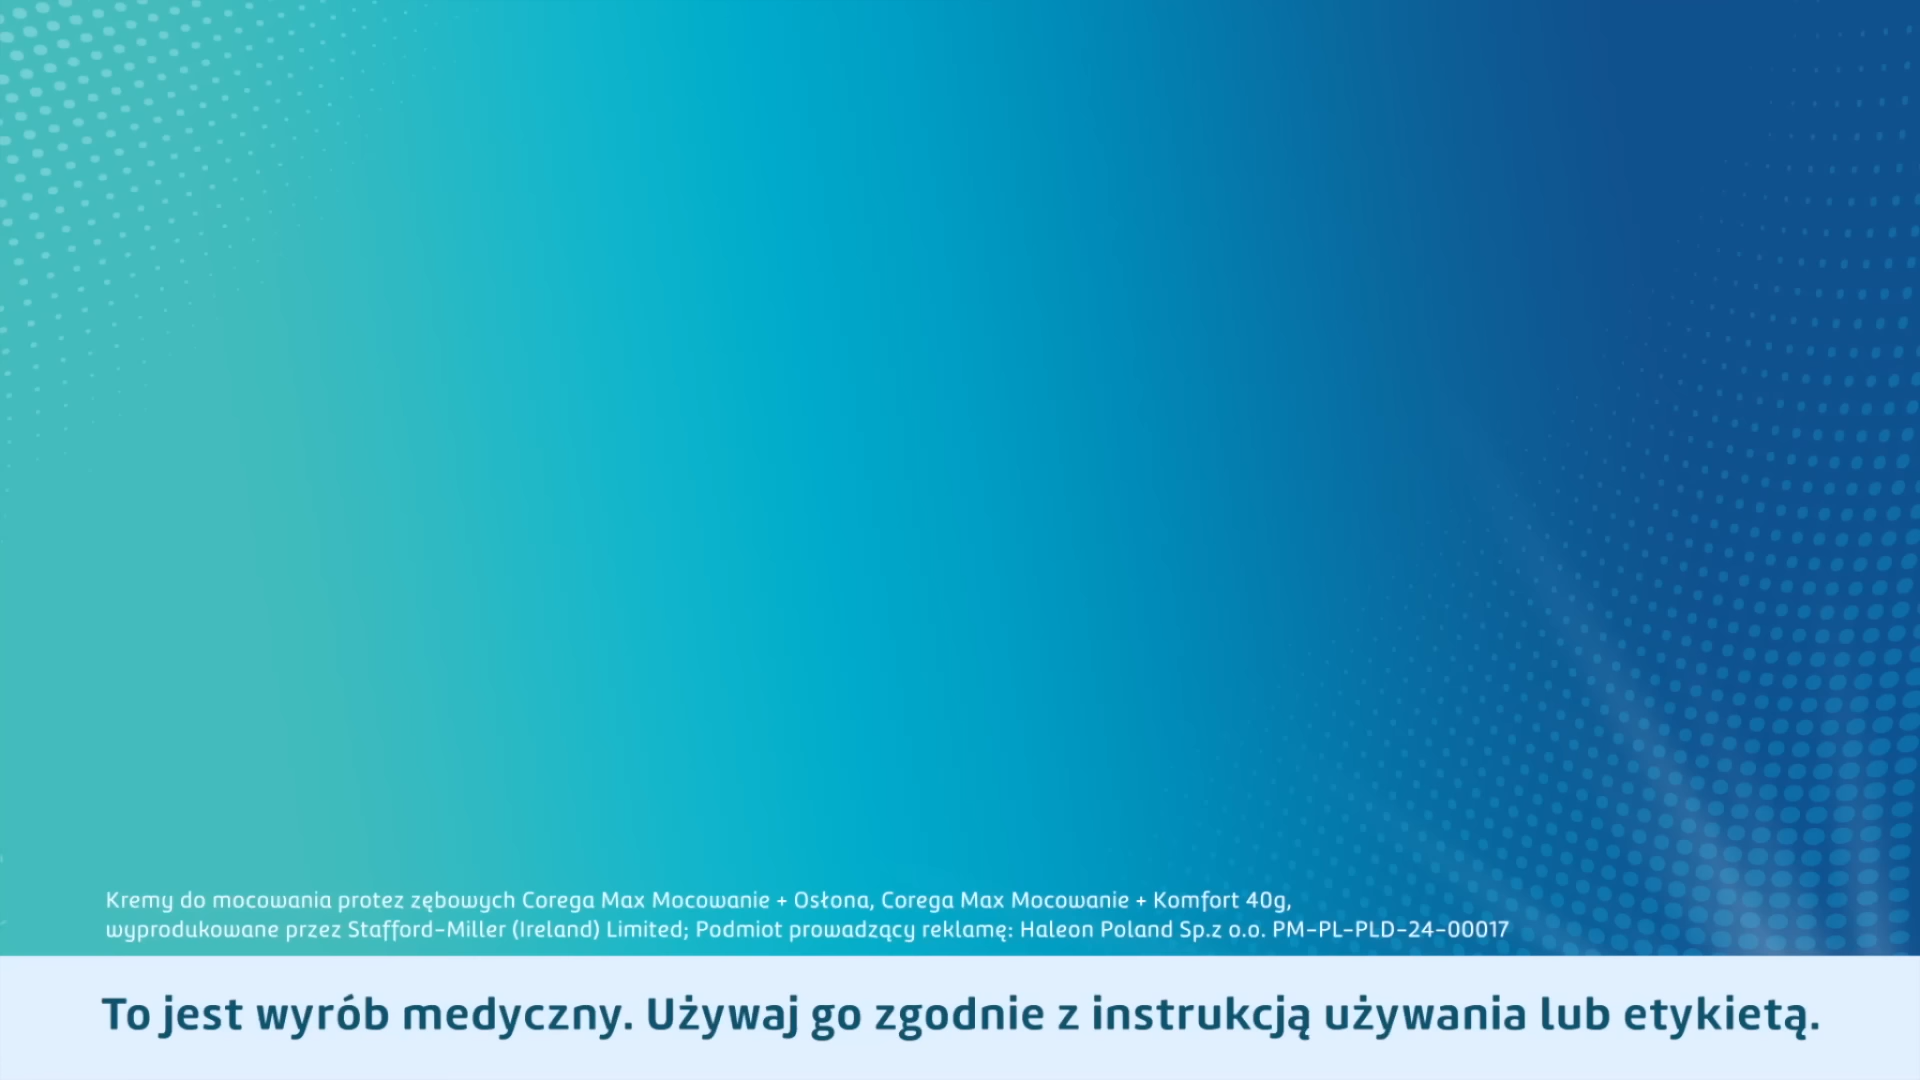 Kremy do mocowania protez zębowych Corega Max Mocowanie + Osłona, Corega Max Mocowanie + Komfort 40g,
wyprodukowane przez Stafford-Miller (Ireland) Limited; Podmiot prowadzący reklamę: Haleon Poland Sp.z o.o. PM-PL-PLD-24-00017
To jest wyrób medyczny. Używaj go zgodnie z instrukcją używania lub etykietą.